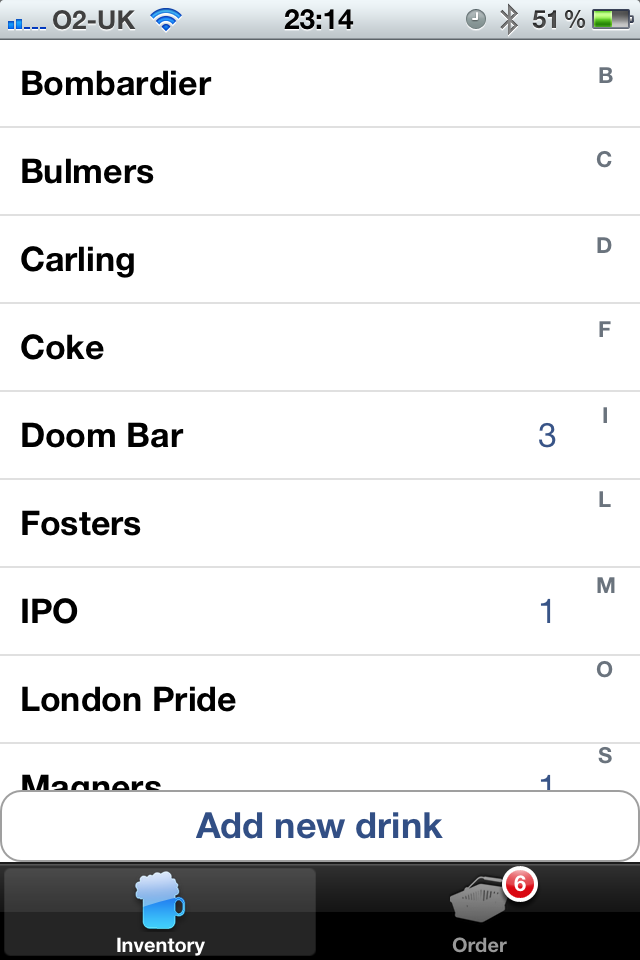 O2-UK 23:14 51 %
Bombardier B
Bulmers C
Carling D
Coke F
Doom Bar 3 I
Fosters L
IPO 1 M
London Pride O
Magners 1 S
Add new drink
6
Inventory Order